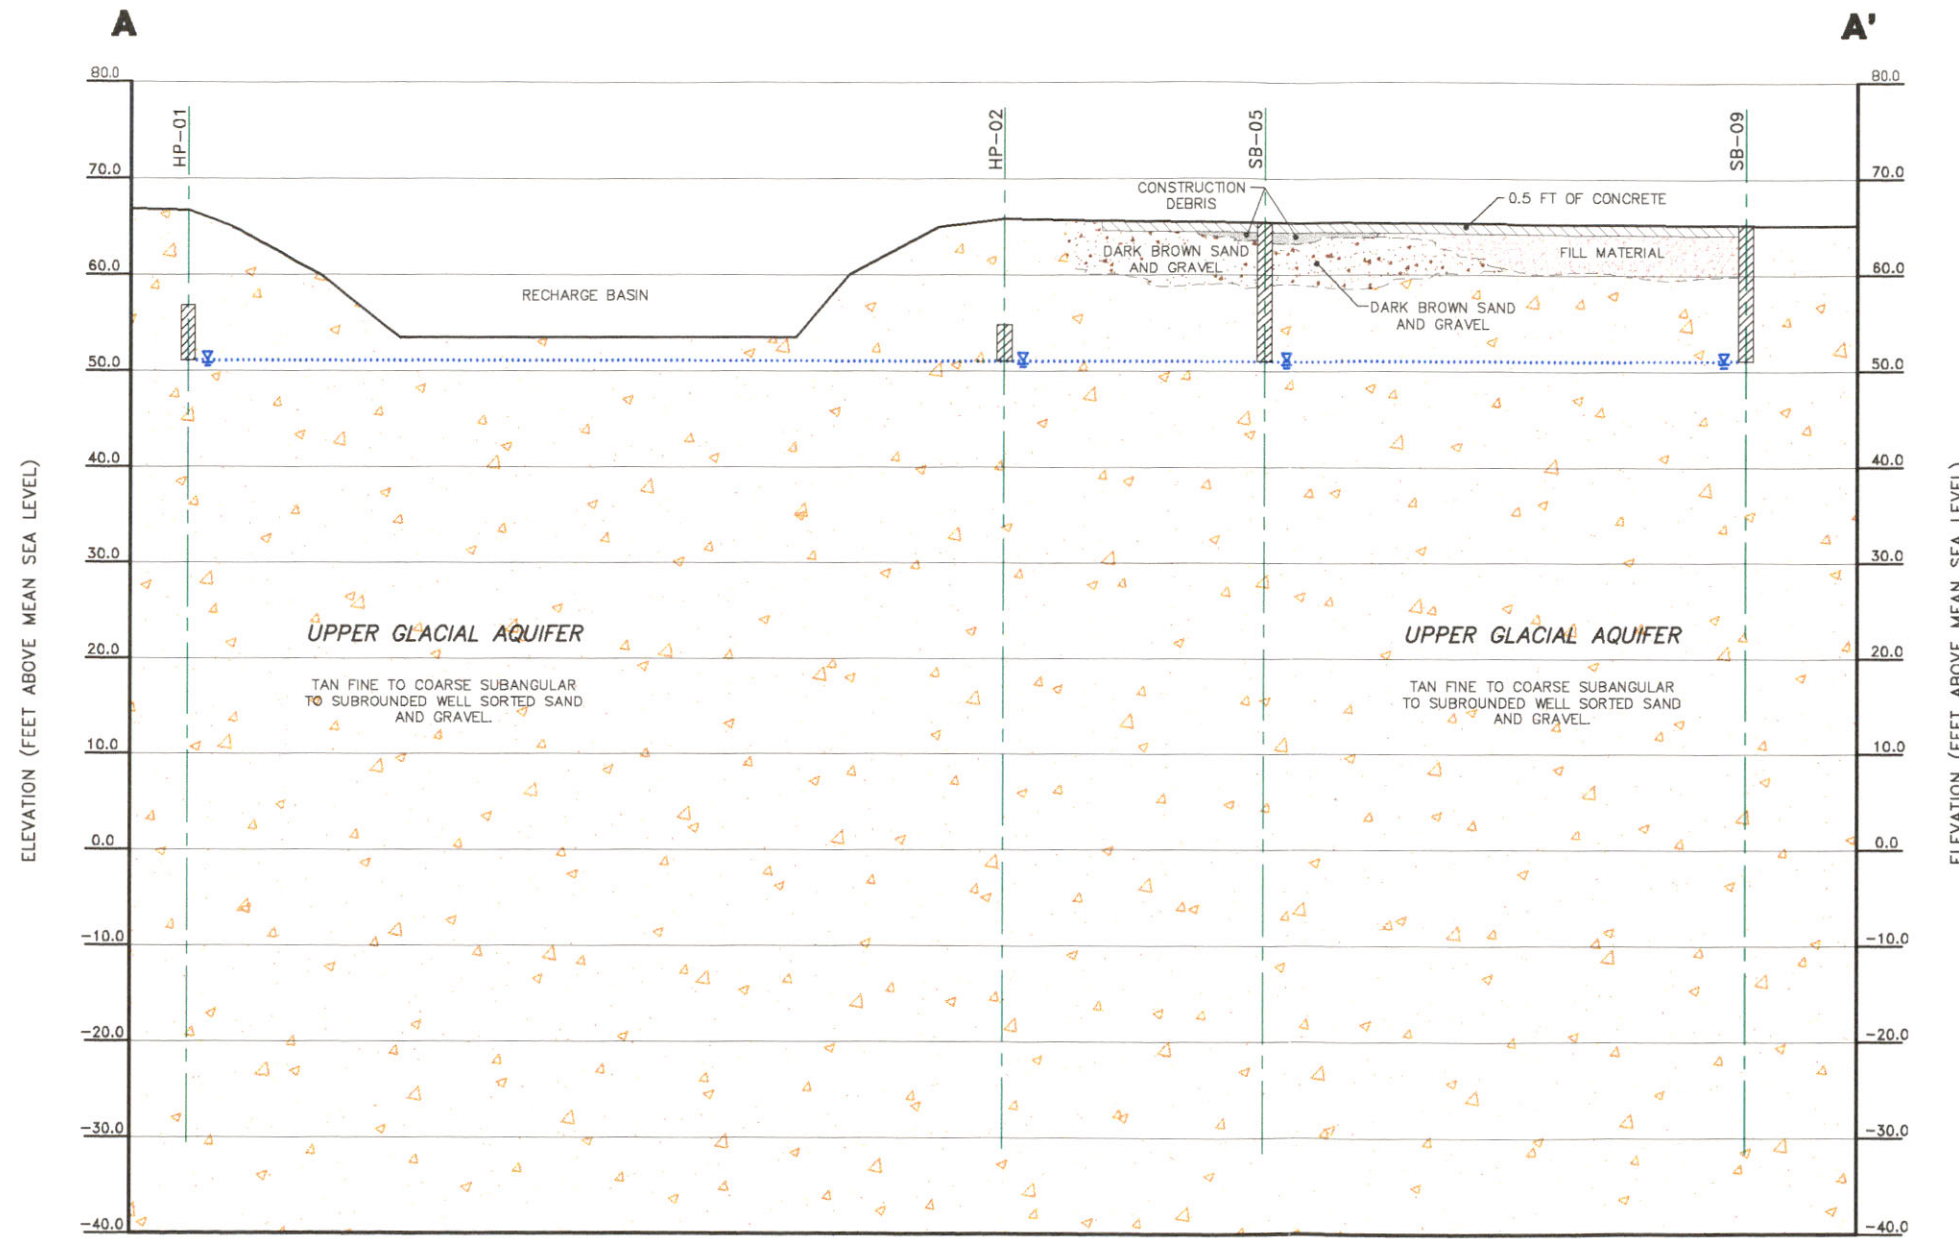 A
A'
80.0
80.0
HP-01
HP-02
SB-05
SB-09
70.0
70.0
CONSTRUCTION
DEBRIS
0.5 FT OF CONCRETE
DARK BROWN SAND
AND GRAVEL
FILL MATERIAL
60.0
60.0
RECHARGE BASIN
DARK BROWN SAND
AND GRAVEL
50.0
50.0
40.0
40.0
ELEVATION (FEET ABOVE MEAN SEA LEVEL)
ELEVATION (FEET ABOVE MEAN SEA LEVEL)
30.0
30.0
UPPER GLACIAL AQUIFER
UPPER GLACIAL AQUIFER
20.0
20.0
TAN FINE TO COARSE SUBANGULAR
TO SUBROUNDED WELL SORTED SAND
AND GRAVEL.
TAN FINE TO COARSE SUBANGULAR
TO SUBROUNDED WELL SORTED SAND
AND GRAVEL.
10.0
10.0
0.0
0.0
-10.0
-10.0
-20.0
-20.0
-30.0
-30.0
-40.0
-40.0